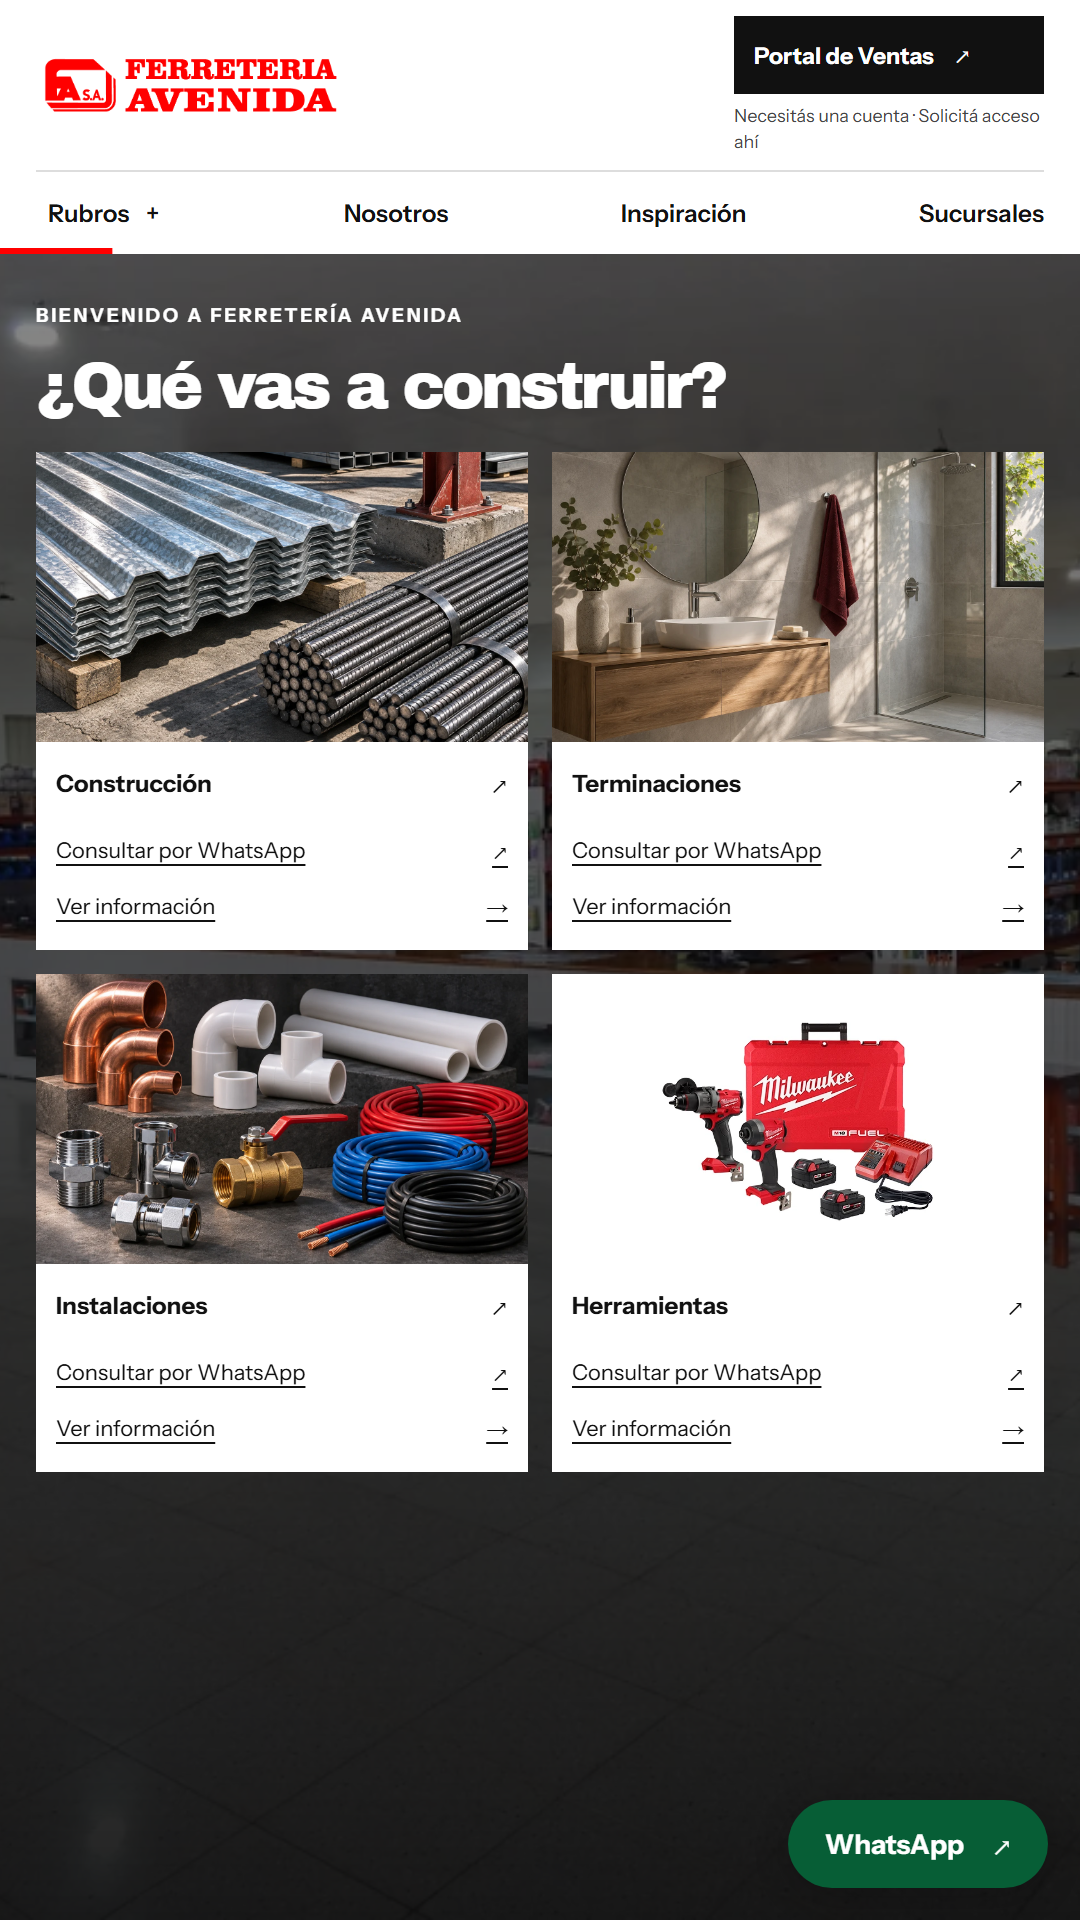 FA S.A.
FERRETERIA
AVENIDA
Portal de Ventas ↗
Necesitás una cuenta · Solicitá acceso
ahí
Rubros +
Nosotros
Inspiración
Sucursales
BIENVENIDO A FERRETERÍA AVENIDA
¿Qué vas a construir?
Construcción ↗
Consultar por WhatsApp ↗
Ver información →
Terminaciones ↗
Consultar por WhatsApp ↗
Ver información →
Milwaukee
M18 FUEL
Instalaciones ↗
Consultar por WhatsApp ↗
Ver información →
Herramientas ↗
Consultar por WhatsApp ↗
Ver información →
WhatsApp ↗